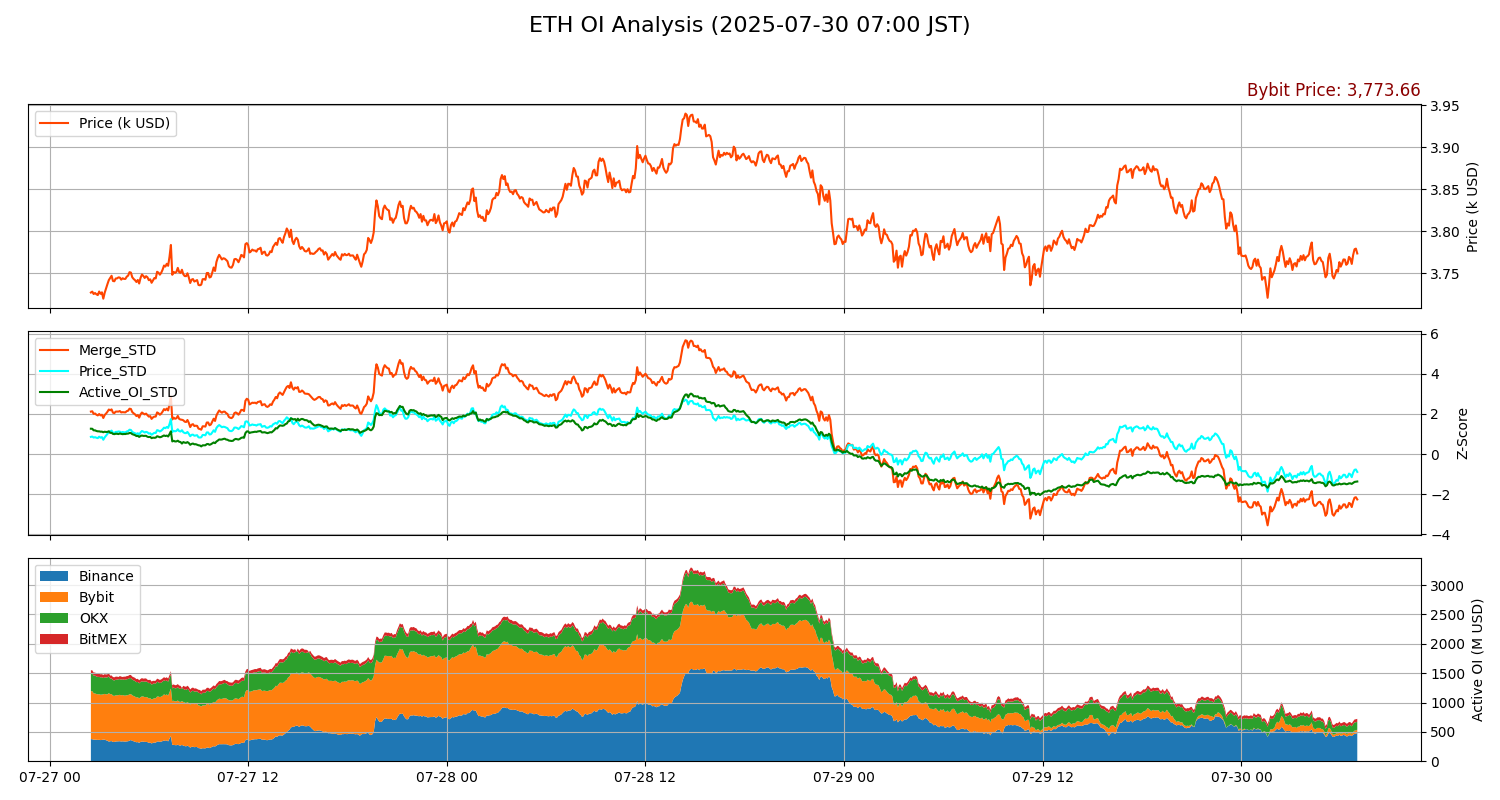 ETH OI Analysis (2025-07-30 07:00 JST)
Bybit Price: 3,773.66
Price (k USD)
3.95
3.90
3.85
3.80
3.75
Price (k USD)
Merge_STD
Price_STD
Active_OI_STD
6
4
2
0
−2
−4
Z-Score
Binance
Bybit
OKX
BitMEX
3000
2500
2000
1500
1000
500
0
Active OI (M USD)
07-27 00
07-27 12
07-28 00
07-28 12
07-29 00
07-29 12
07-30 00